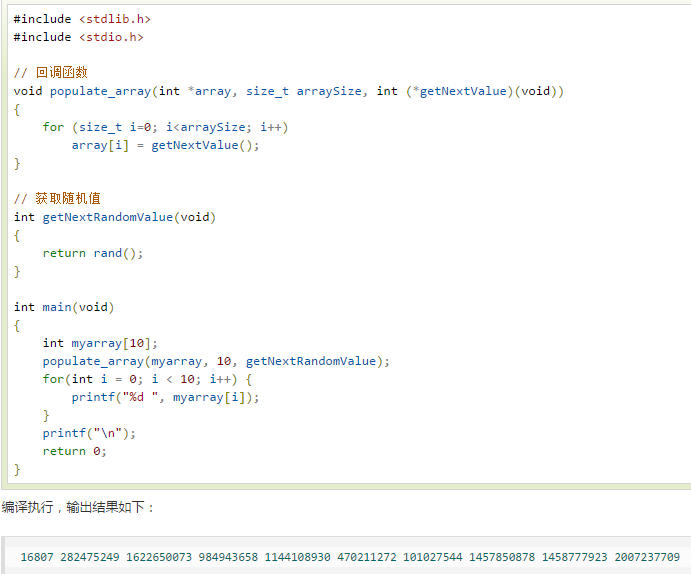 #include <stdlib.h>
#include <stdio.h>

// 回调函数
void populate_array(int *array, size_t arraySize, int (*getNextValue)(void))
{
    for (size_t i=0; i<arraySize; i++)
        array[i] = getNextValue();
}

// 获取随机值
int getNextRandomValue(void)
{
    return rand();
}

int main(void)
{
    int myarray[10];
    populate_array(myarray, 10, getNextRandomValue);
    for(int i = 0; i < 10; i++) {
        printf("%d ", myarray[i]);
    }
    printf("\n");
    return 0;
}
编译执行，输出结果如下：
16807 282475249 1622650073 984943658 1144108930 470211272 101027544 1457850878 1458777923 2007237709